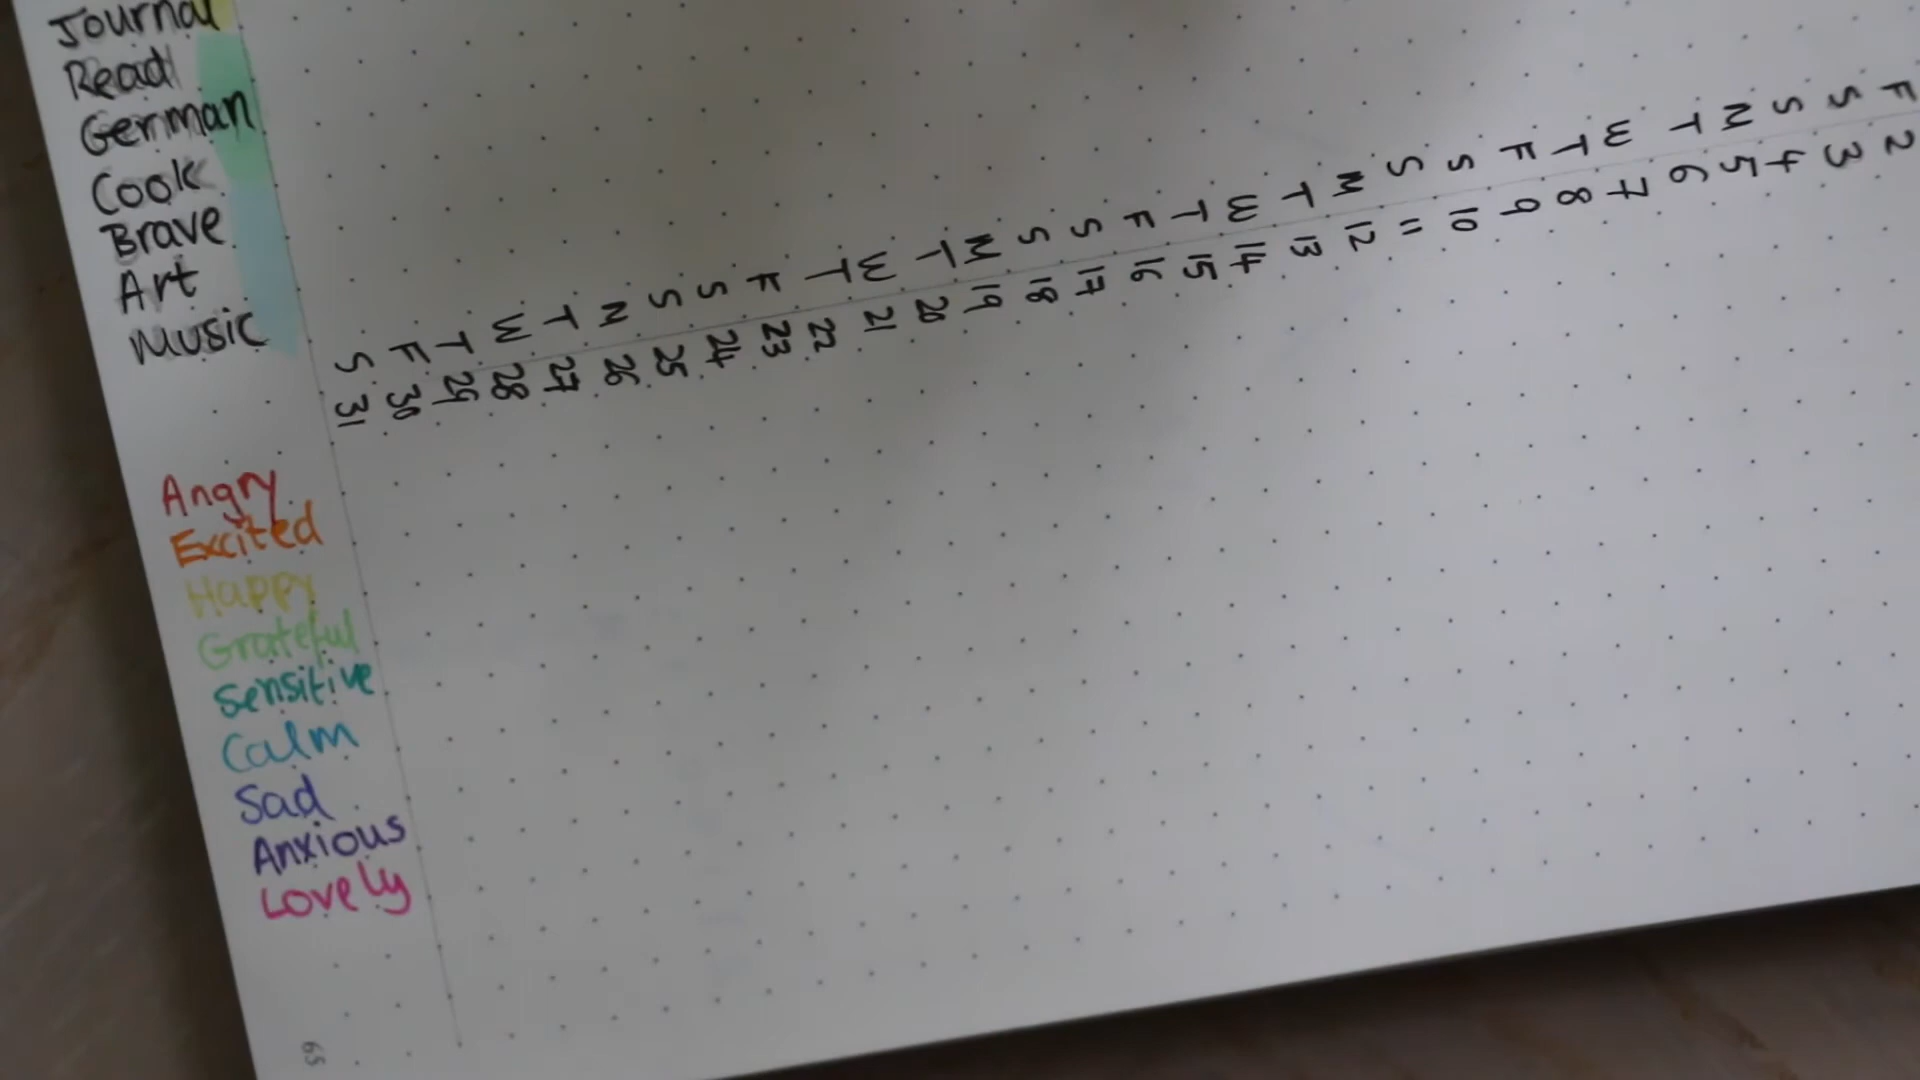 Journal
Read
German
Cook
Brave
Art
Music
S F T W T M S S F T W T M S S F T W T M S S F T W T M S S F
31 30 29 28 27 26 25 24 23 22 21 20 19 18 17 16 15 14 13 12 11 10 9 8 7 6 5 4 3 2
Angry
Excited
Happy
Grateful
Sensitive
Calm
Sad
Anxious
Lovely
65